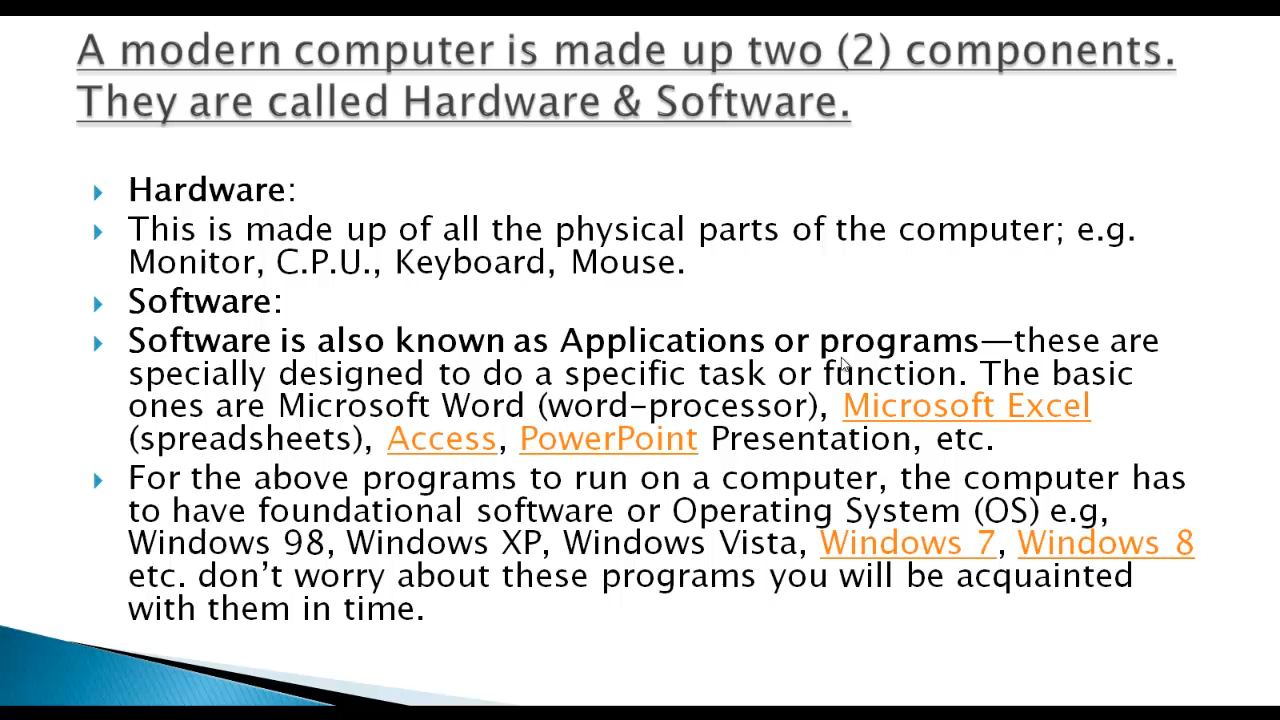 A modern computer is made up two (2) components.
They are called Hardware & Software.
Hardware:
This is made up of all the physical parts of the computer; e.g.
Monitor, C.P.U., Keyboard, Mouse.
Software:
Software is also known as Applications or programs—these are
specially designed to do a specific task or function. The basic
ones are Microsoft Word (word-processor), Microsoft Excel
(spreadsheets), Access, PowerPoint Presentation, etc.
For the above programs to run on a computer, the computer has
to have foundational software or Operating System (OS) e.g,
Windows 98, Windows XP, Windows Vista, Windows 7, Windows 8
etc. don’t worry about these programs you will be acquainted
with them in time.